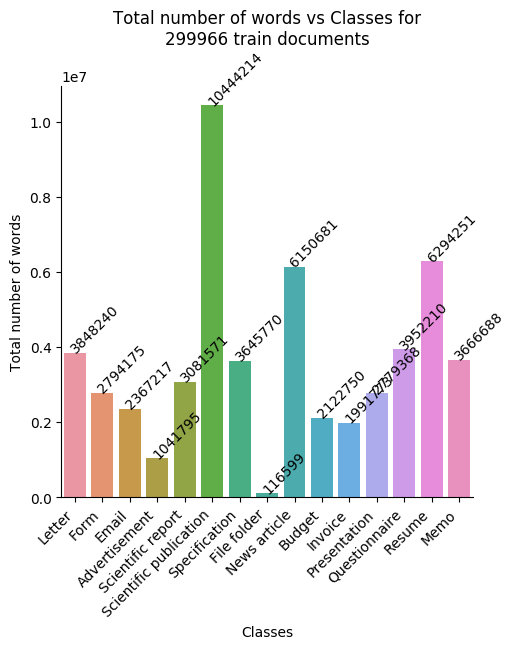 Total number of words vs Classes for
299966 train documents
1e7
Total number of words
1.0
0.8
0.6
0.4
0.2
0.0
3848240
2794175
2367217
1041795
3081571
10444214
3645770
116599
6150681
2122750
2779368
3952210
6294251
3666688
Letter
Form
Email
Advertisement
Scientific report
Scientific publication
Specification
File folder
News article
Budget
Invoice
Presentation
Questionnaire
Resume
Memo
Classes